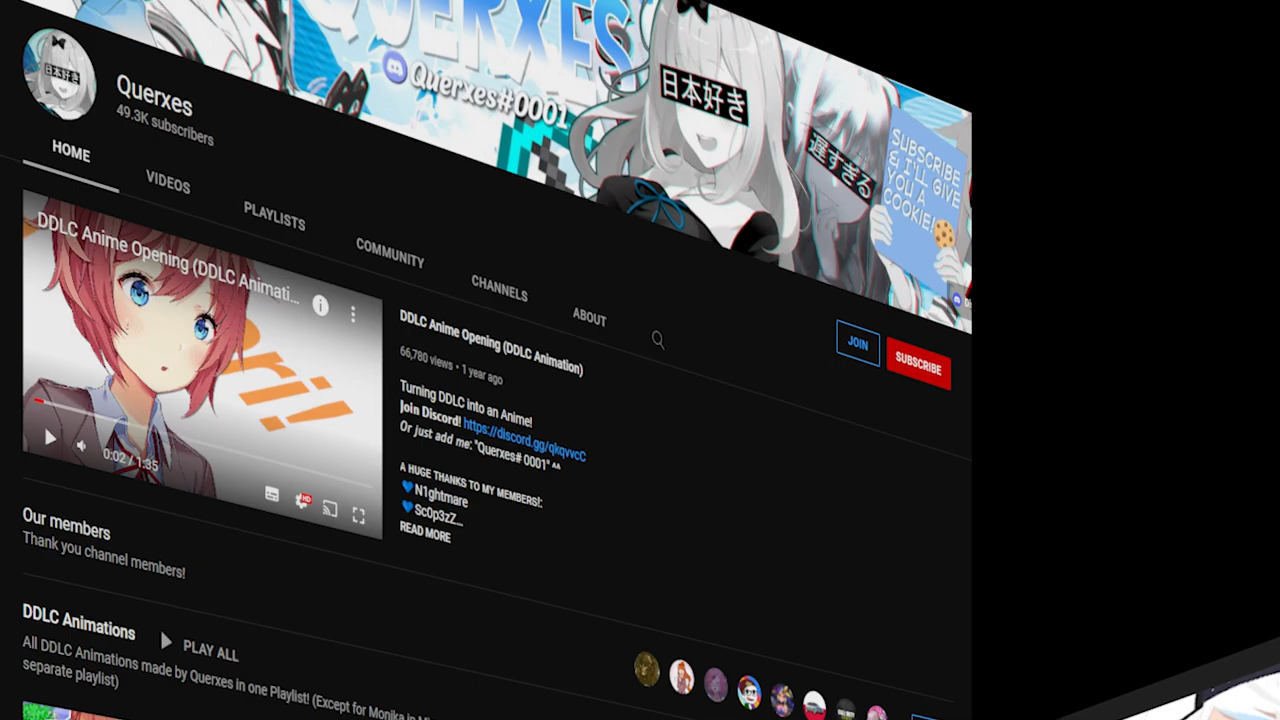 QUERXES
Querxes#0001
日本好き
遅すぎる
SUBSCRIBE
& I'LL GIVE
YOU A
COOKIE!
日本好き
Querxes
49.3K subscribers
HOME
VIDEOS
PLAYLISTS
COMMUNITY
CHANNELS
ABOUT
JOIN
SUBSCRIBE
DDLC Anime Opening (DDLC Animati...
ori!
0:02 / 1:35
HD
DDLC Anime Opening (DDLC Animation)
66,780 views • 1 year ago
Turning DDLC into an Anime!
Join Discord! https://discord.gg/qkqvvcC
Or just add me: "Querxes# 0001" ^^
A HUGE THANKS TO MY MEMBERS!:
💙N1ghtmare
💙Sc0p3zZ...
READ MORE
Our members
Thank you channel members!
DDLC Animations
PLAY ALL
All DDLC Animations made by Querxes in one Playlist! (Except for Monika in
separate playlist)